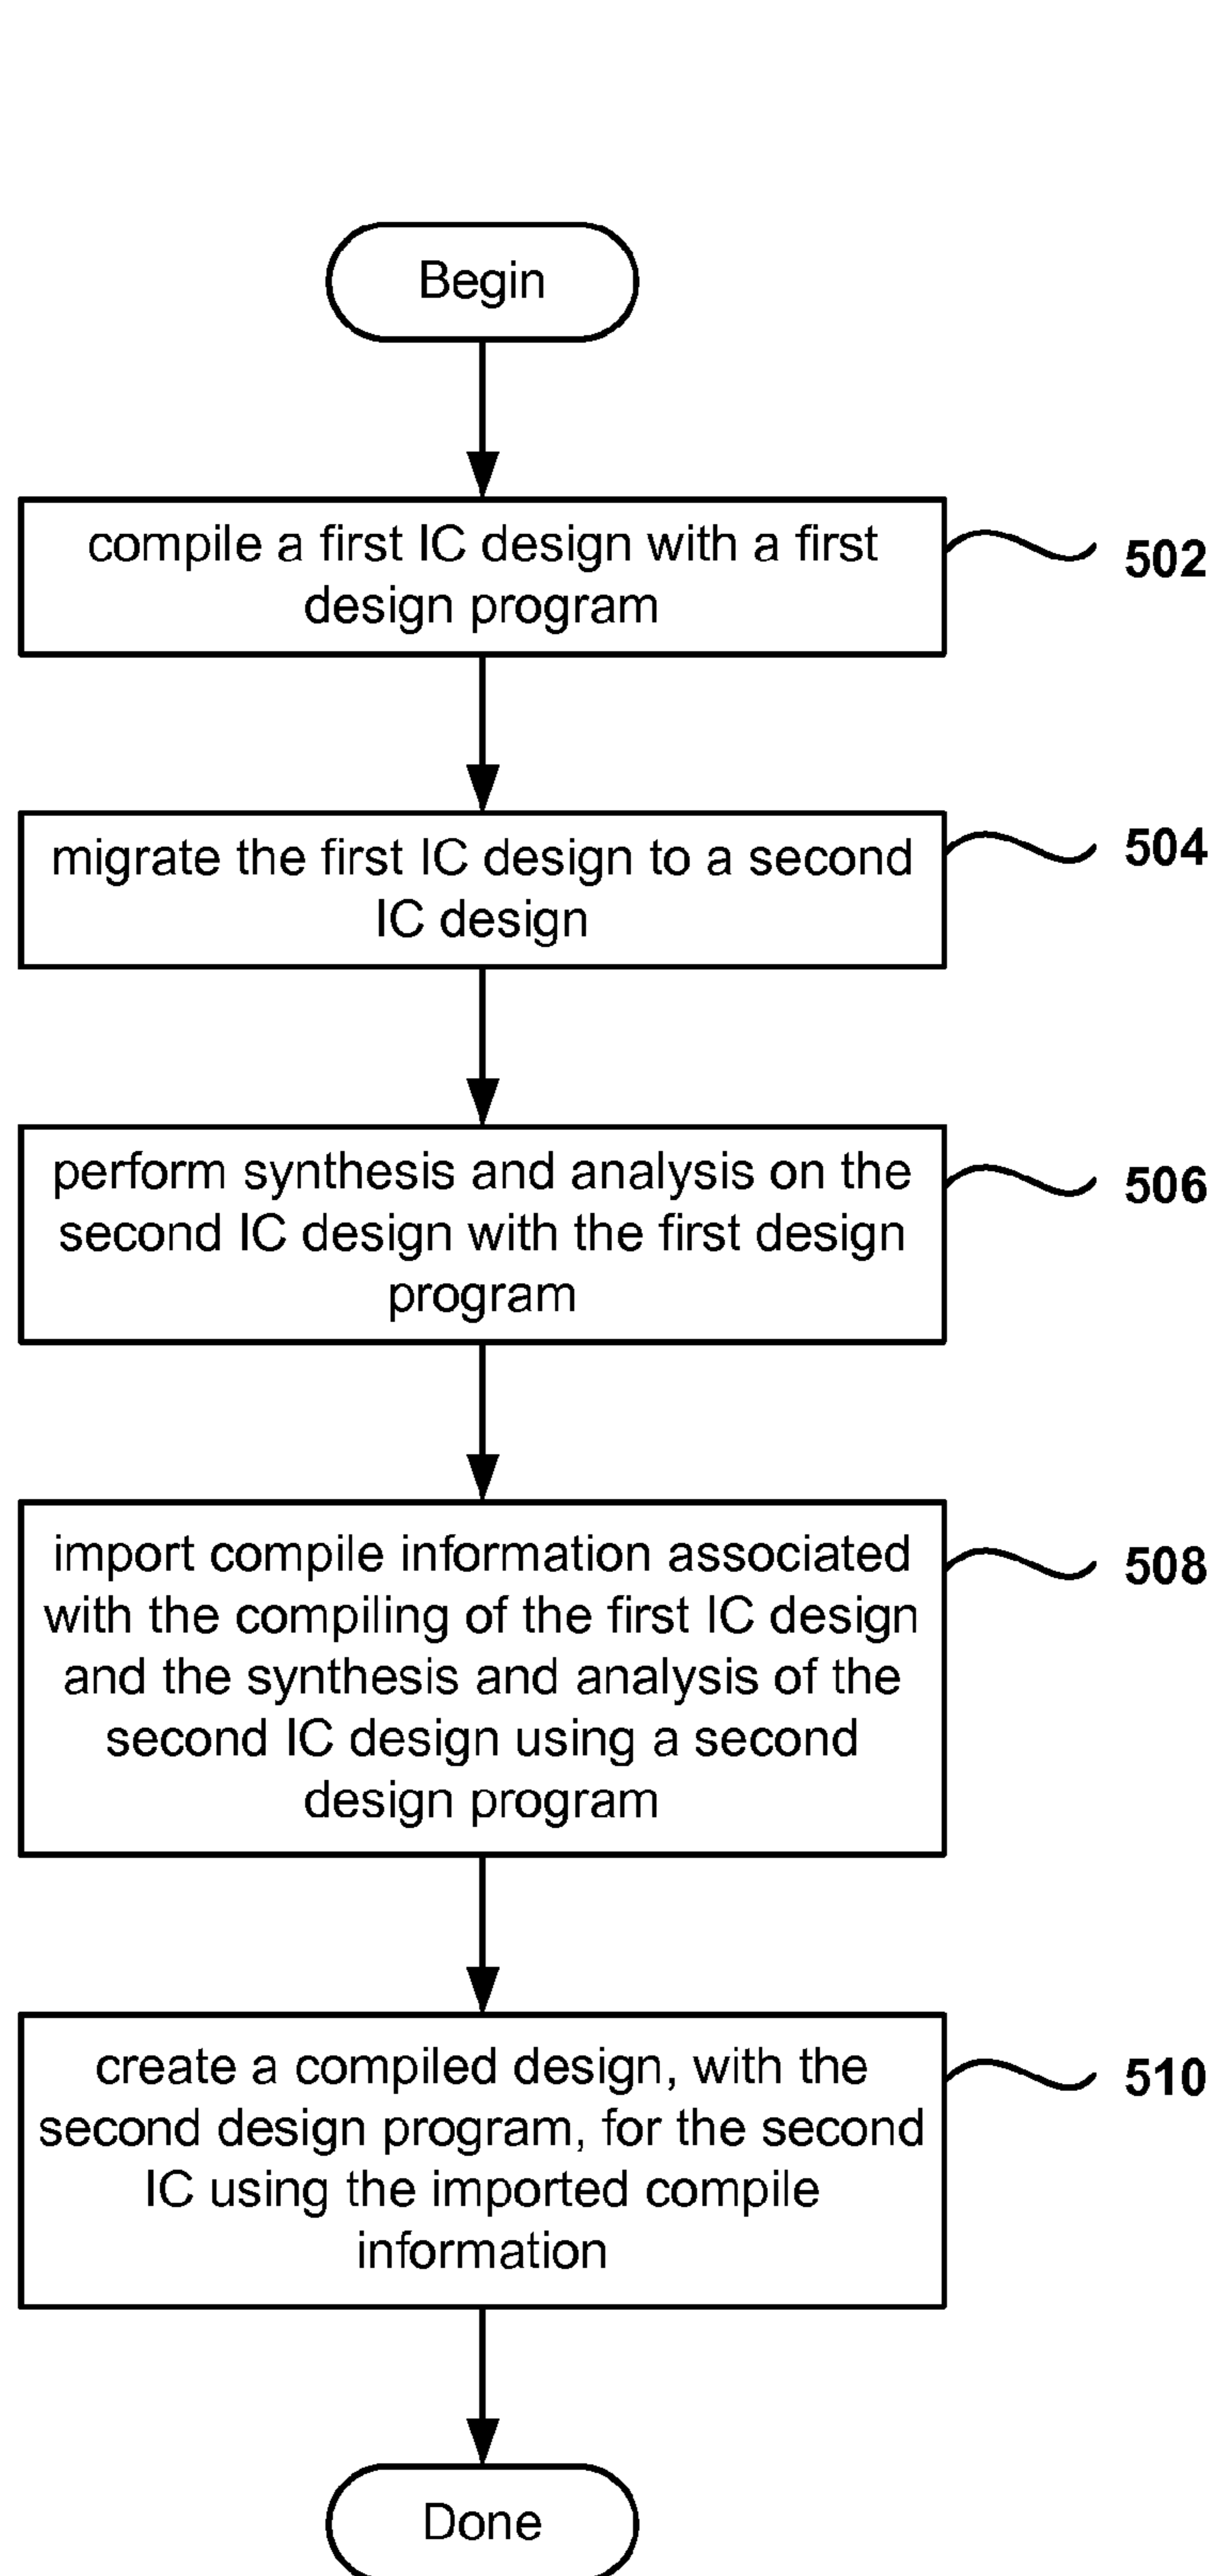 Begin
compile a first IC design with a first
design program
502
migrate the first IC design to a second
IC design
504
perform synthesis and analysis on the
second IC design with the first design
program
506
import compile information associated
with the compiling of the first IC design
and the synthesis and analysis of the
second IC design using a second
design program
508
create a compiled design, with the
second design program, for the second
IC using the imported compile
information
510
Done